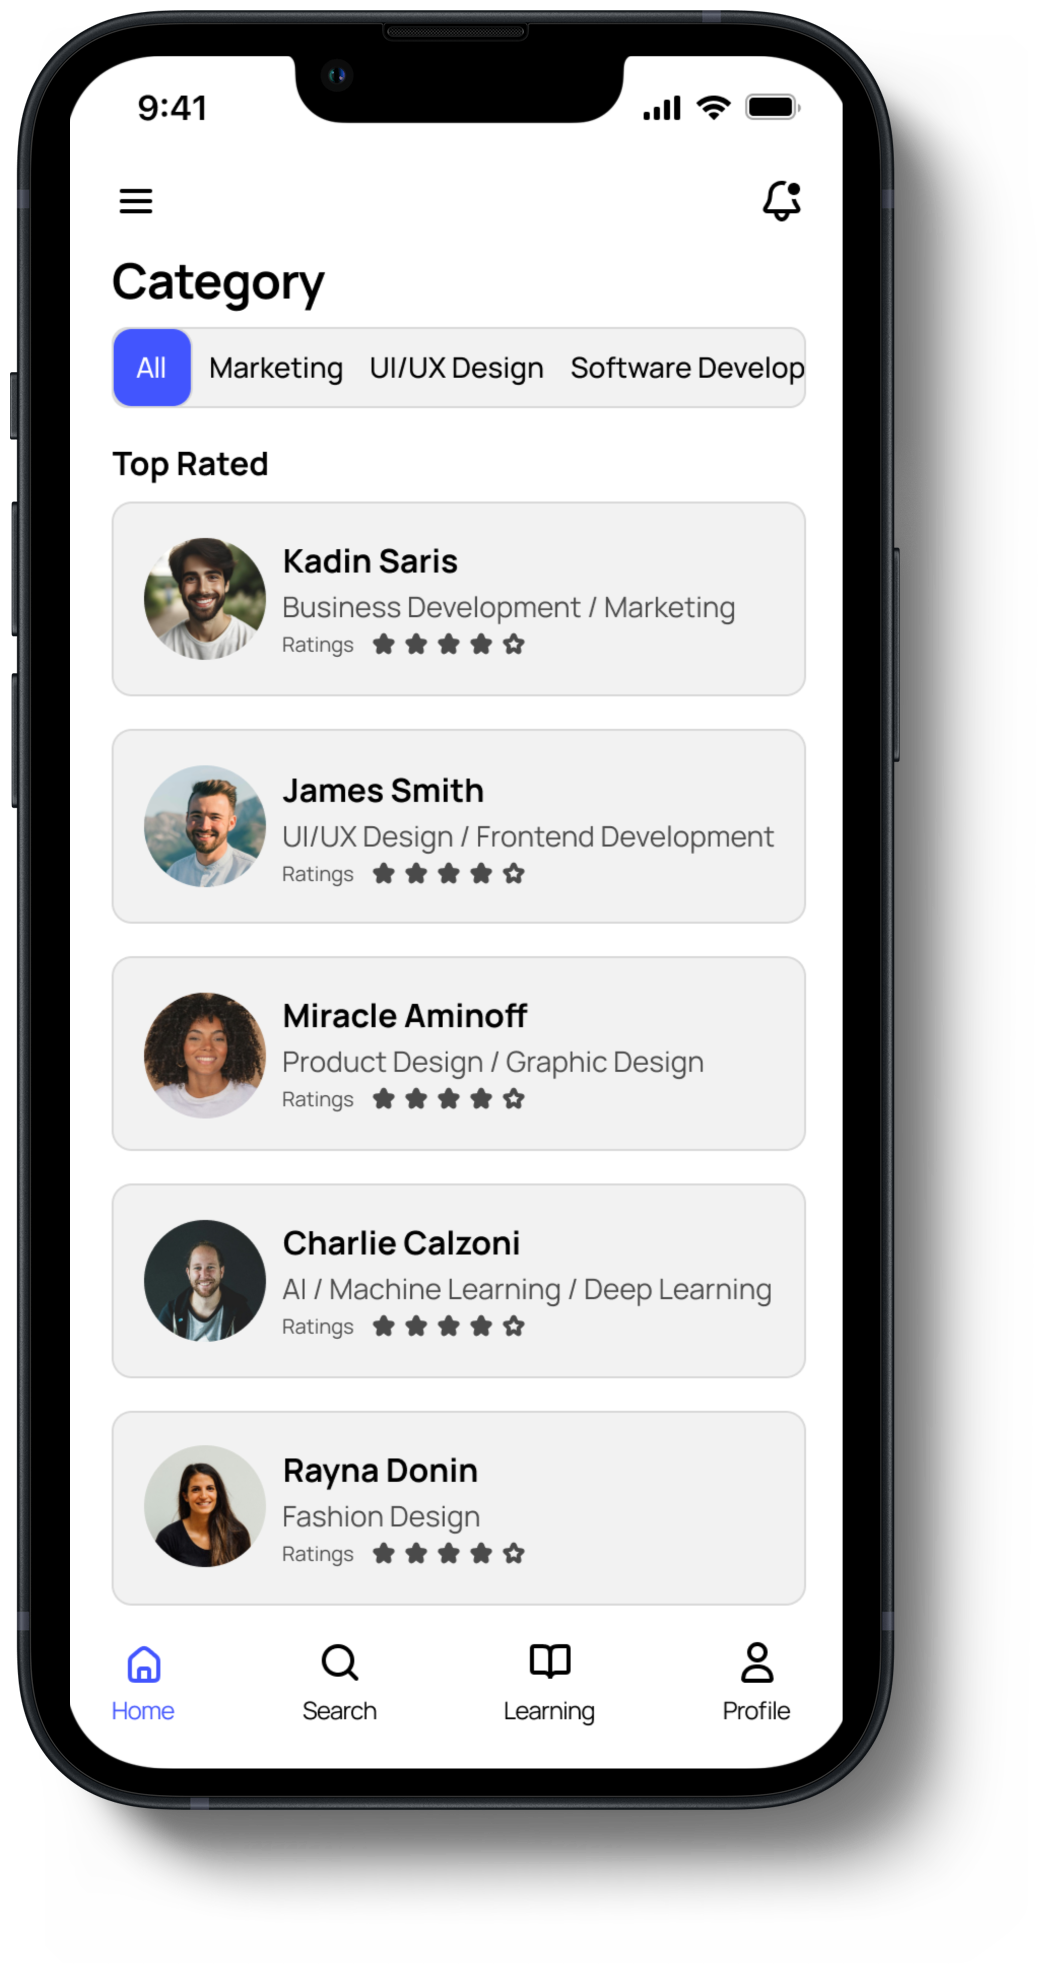 9:41
Category
All Marketing UI/UX Design Software Develop
Top Rated
Kadin Saris
Business Development / Marketing
Ratings
James Smith
UI/UX Design / Frontend Development
Ratings
Miracle Aminoff
Product Design / Graphic Design
Ratings
Charlie Calzoni
AI / Machine Learning / Deep Learning
Ratings
Rayna Donin
Fashion Design
Ratings
Home Search Learning Profile